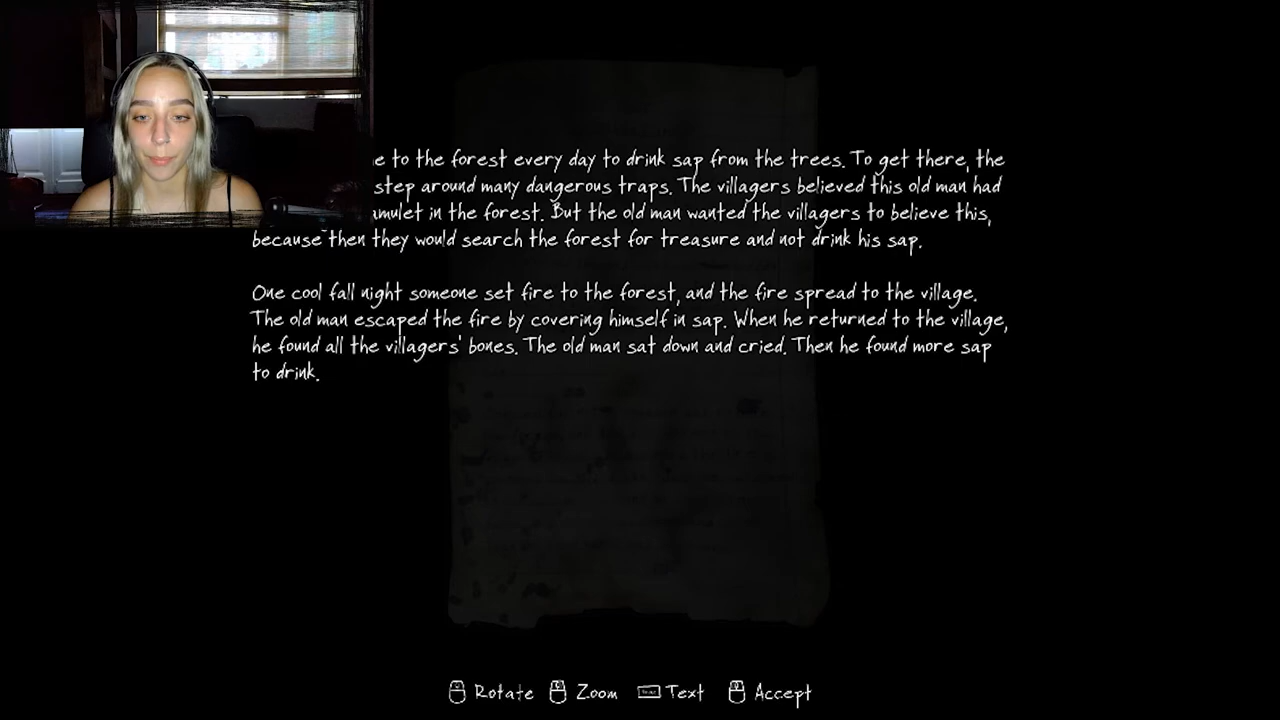 e to the forest every day to drink sap from the trees. To get there, the
step around many dangerous traps. The villagers believed this old man had
amulet in the forest. But the old man wanted the villagers to believe this,
because then they would search the forest for treasure and not drink his sap.
One cool fall night someone set fire to the forest, and the fire spread to the village.
The old man escaped the fire by covering himself in sap. When he returned to the village,
he found all the villagers' bones. The old man sat down and cried. Then he found more sap
to drink.
Rotate Zoom Text Accept